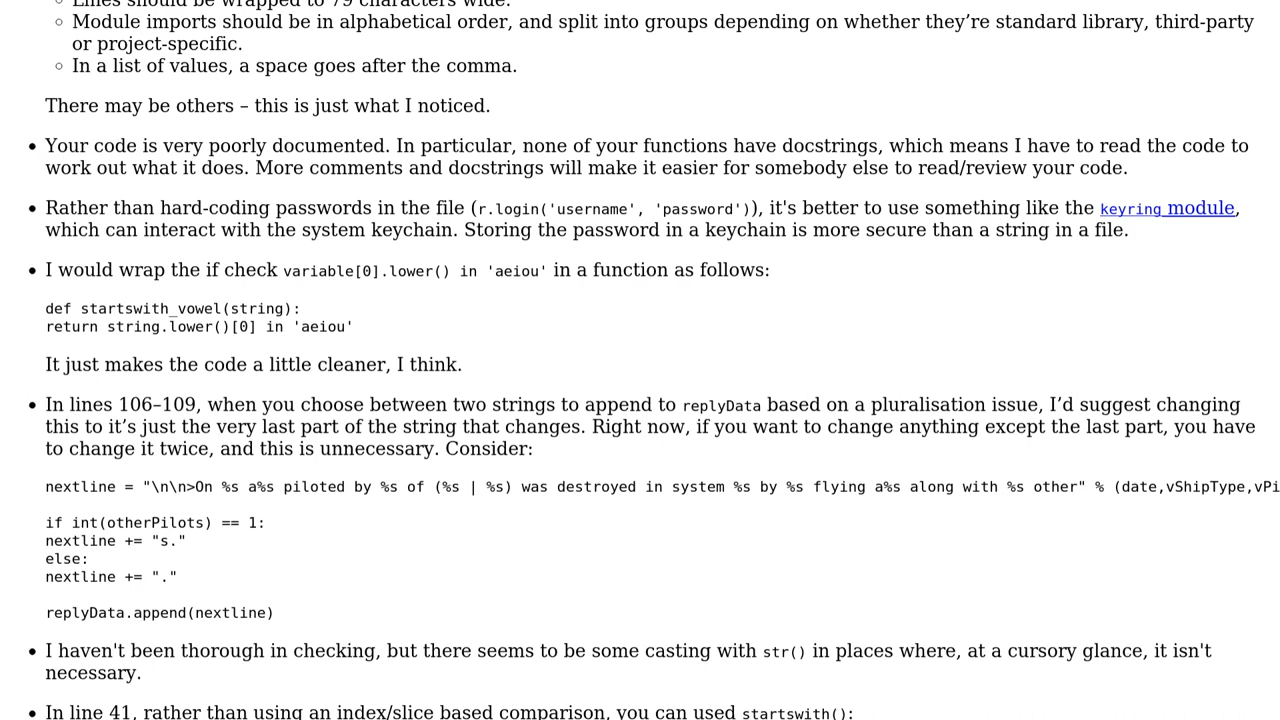 Lines should be wrapped to 79 characters wide.
Module imports should be in alphabetical order, and split into groups depending on whether they’re standard library, third-party
or project-specific.
In a list of values, a space goes after the comma.
There may be others – this is just what I noticed.
Your code is very poorly documented. In particular, none of your functions have docstrings, which means I have to read the code to
work out what it does. More comments and docstrings will make it easier for somebody else to read/review your code.
Rather than hard-coding passwords in the file (r.login('username', 'password')), it's better to use something like the keyring module,
which can interact with the system keychain. Storing the password in a keychain is more secure than a string in a file.
I would wrap the if check variable[0].lower() in 'aeiou' in a function as follows:
def startswith_vowel(string):
return string.lower()[0] in 'aeiou'
It just makes the code a little cleaner, I think.
In lines 106–109, when you choose between two strings to append to replyData based on a pluralisation issue, I’d suggest changing
this to it’s just the very last part of the string that changes. Right now, if you want to change anything except the last part, you have
to change it twice, and this is unnecessary. Consider:
nextline = "\n\n>On %s a%s piloted by %s of (%s | %s) was destroyed in system %s by %s flying a%s along with %s other" % (date,vShipType,vPi
if int(otherPilots) == 1:
nextline += "s."
else:
nextline += "."
replyData.append(nextline)
I haven't been thorough in checking, but there seems to be some casting with str() in places where, at a cursory glance, it isn't
necessary.
In line 41, rather than using an index/slice based comparison, you can used startswith():